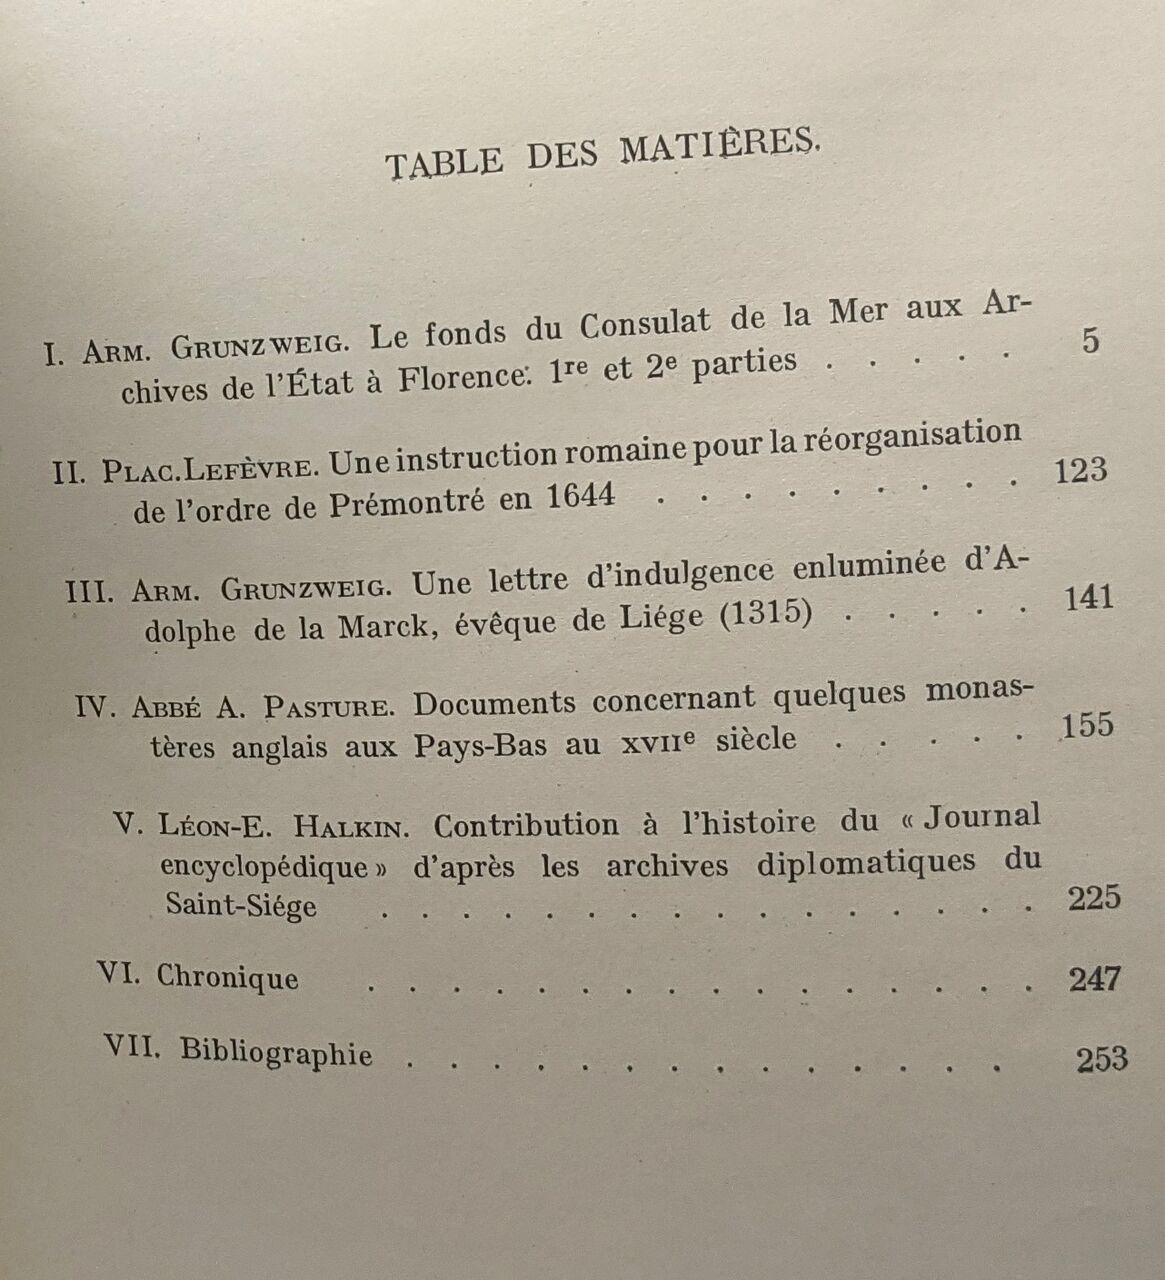 TABLE DES MATIÈRES.
I. ARM. GRUNZWEIG. Le fonds du Consulat de la Mer aux Ar-
chives de l'État à Florence: 1re et 2e parties . . . . . 5
II. PLAC.LEFÈVRE. Une instruction romaine pour la réorganisation
de l'ordre de Prémontré en 1644 . . . . . . . . . 123
III. ARM. GRUNZWEIG. Une lettre d'indulgence enluminée d'A-
dolphe de la Marck, évêque de Liége (1315) . . . . . 141
IV. ABBÉ A. PASTURE. Documents concernant quelques monas-
tères anglais aux Pays-Bas au XVIIe siècle . . . . . 155
V. LÉON-E. HALKIN. Contribution à l'histoire du « Journal
encyclopédique » d'après les archives diplomatiques du
Saint-Siége . . . . . . . . . . . . . . . . 225
VI. Chronique . . . . . . . . . . . . . . . . 247
VII. Bibliographie . . . . . . . . . . . . . . 253